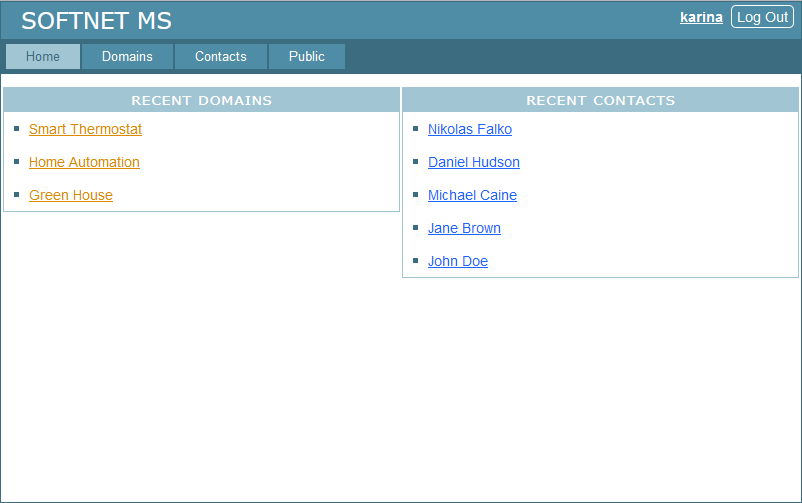 SOFTNET MS
karina Log Out
Home Domains Contacts Public
RECENT DOMAINS
Smart Thermostat
Home Automation
Green House
RECENT CONTACTS
Nikolas Falko
Daniel Hudson
Michael Caine
Jane Brown
John Doe